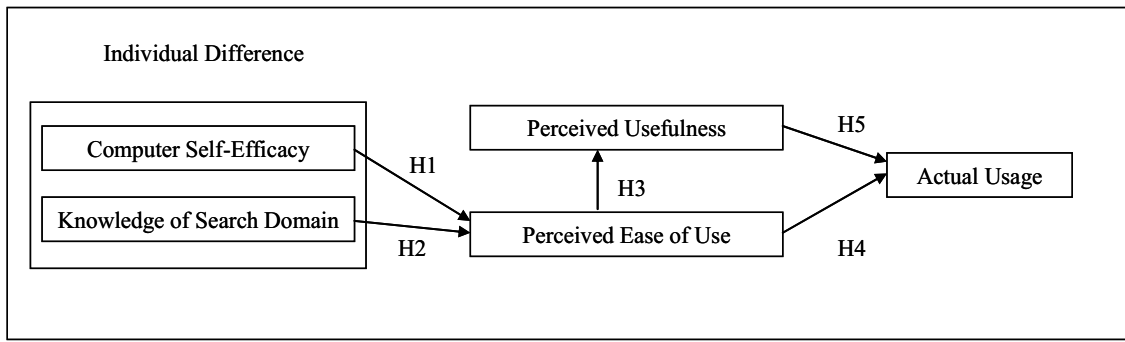 Individual Difference
Computer Self-Efficacy
Knowledge of Search Domain
H1
H2
Perceived Usefulness
H3
Perceived Ease of Use
H5
H4
Actual Usage